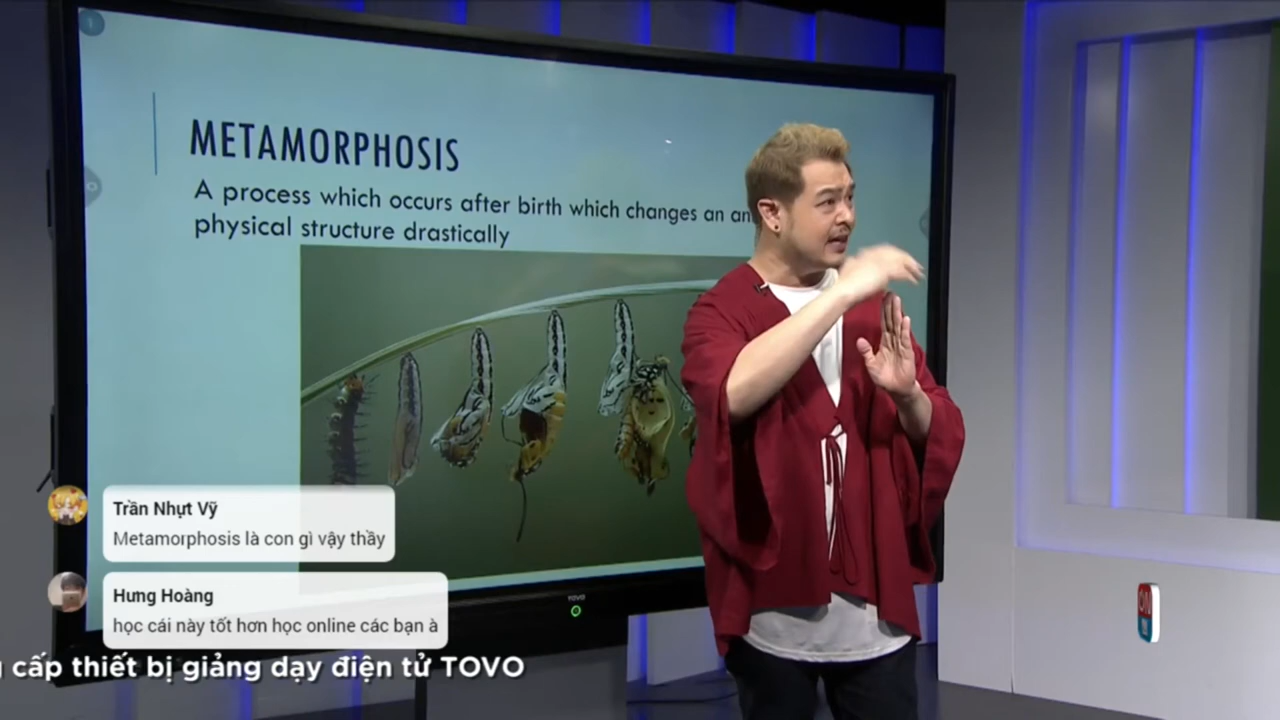 METAMORPHOSIS
A process which occurs after birth which changes an an
physical structure drastically
Trần Nhựt Vỹ
Metamorphosis là con gì vậy thầy
Hưng Hoàng
học cái này tốt hơn học online các bạn à
cấp thiết bị giảng dạy điện tử TOVO
TOVO
ON